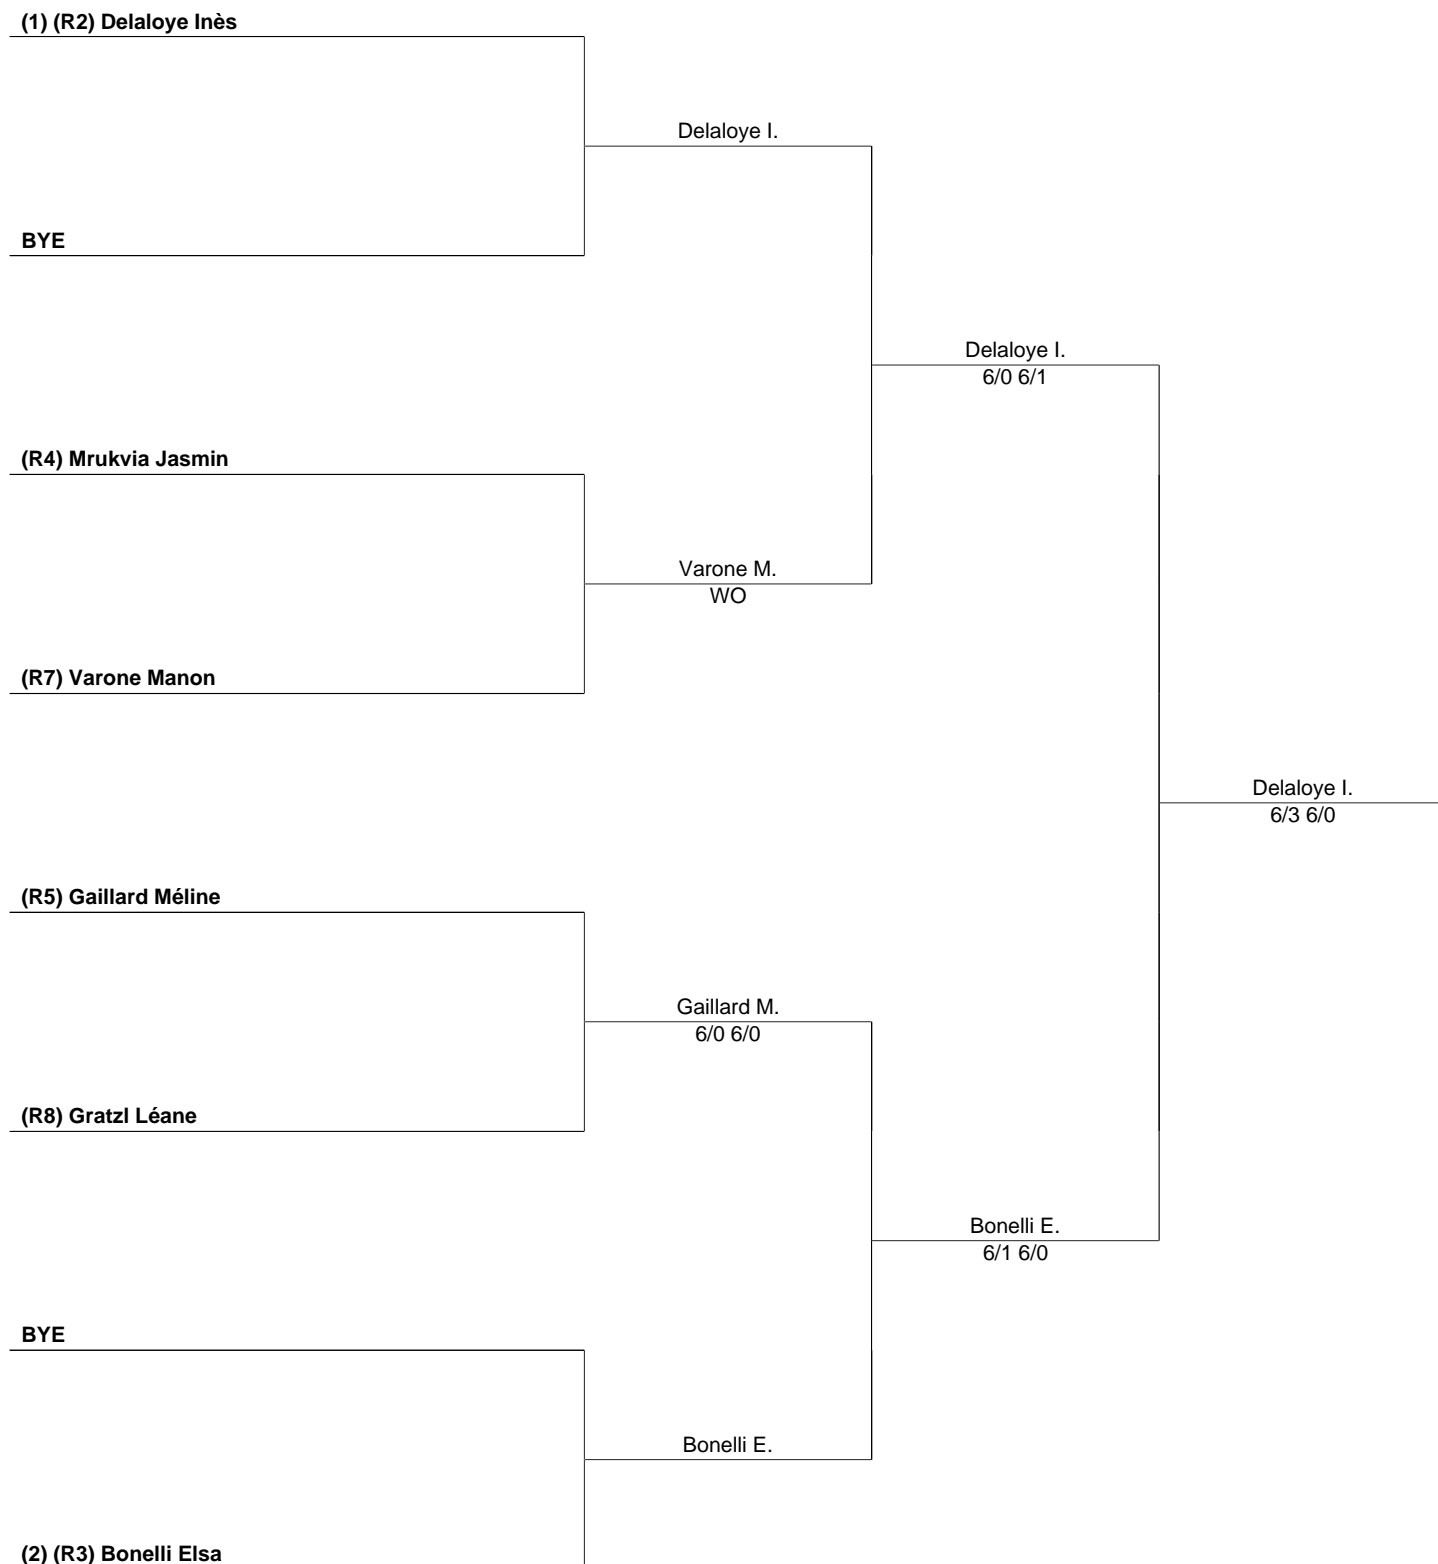 (1) (R2) Delaloye Inès
Delaloye I.
BYE
Delaloye I.
6/0 6/1
(R4) Mrukvia Jasmin
Varone M.
WO
(R7) Varone Manon
Delaloye I.
6/3 6/0
(R5) Gaillard Méline
Gaillard M.
6/0 6/0
(R8) Gratzl Léane
Bonelli E.
6/1 6/0
BYE
Bonelli E.
(2) (R3) Bonelli Elsa